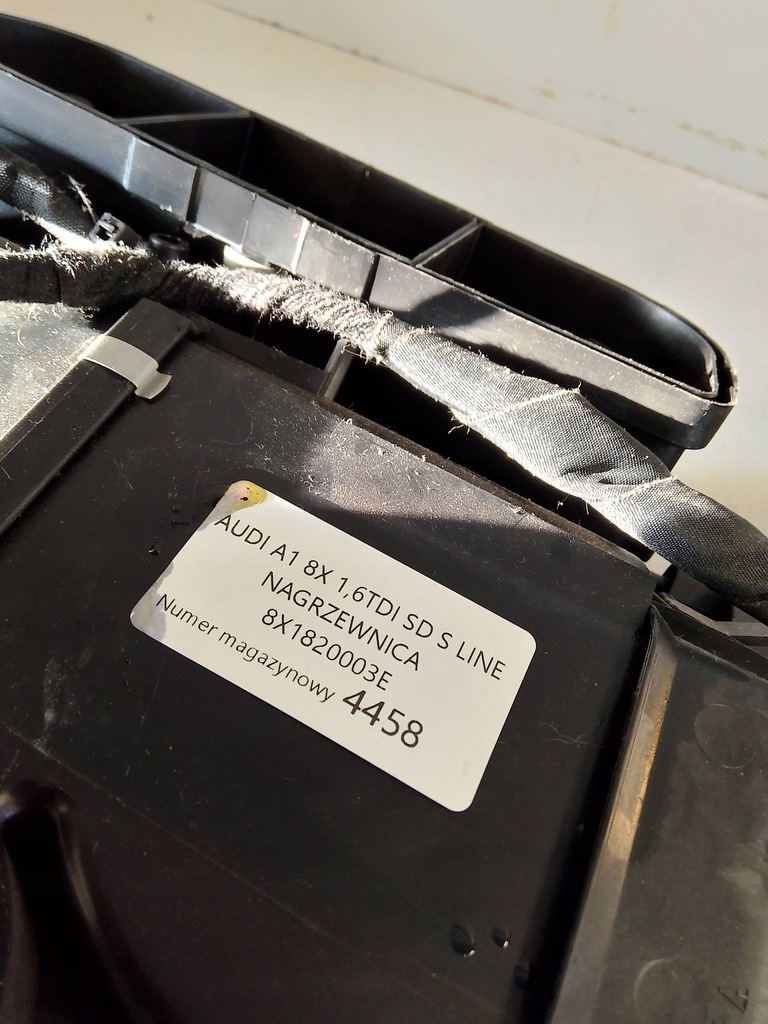 AUDI A1 8X 1,6TDI SD S LINE
NAGRZEWNICA
8X1820003E
Numer magazynowy 4458